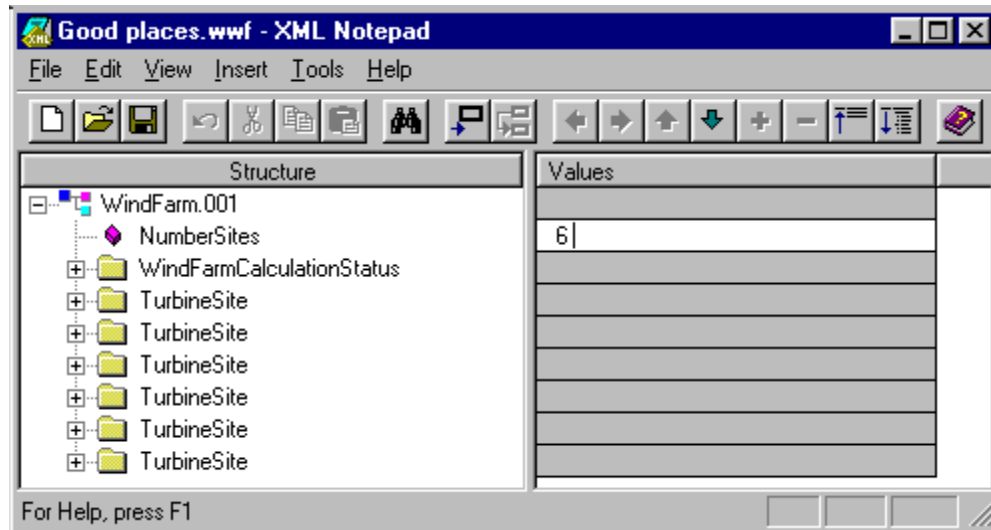 Good places.wwf - XML Notepad
File Edit View Insert Tools Help
Structure Values
WindFarm.001
NumberSites 6
WindFarmCalculationStatus
TurbineSite
TurbineSite
TurbineSite
TurbineSite
TurbineSite
TurbineSite
For Help, press F1